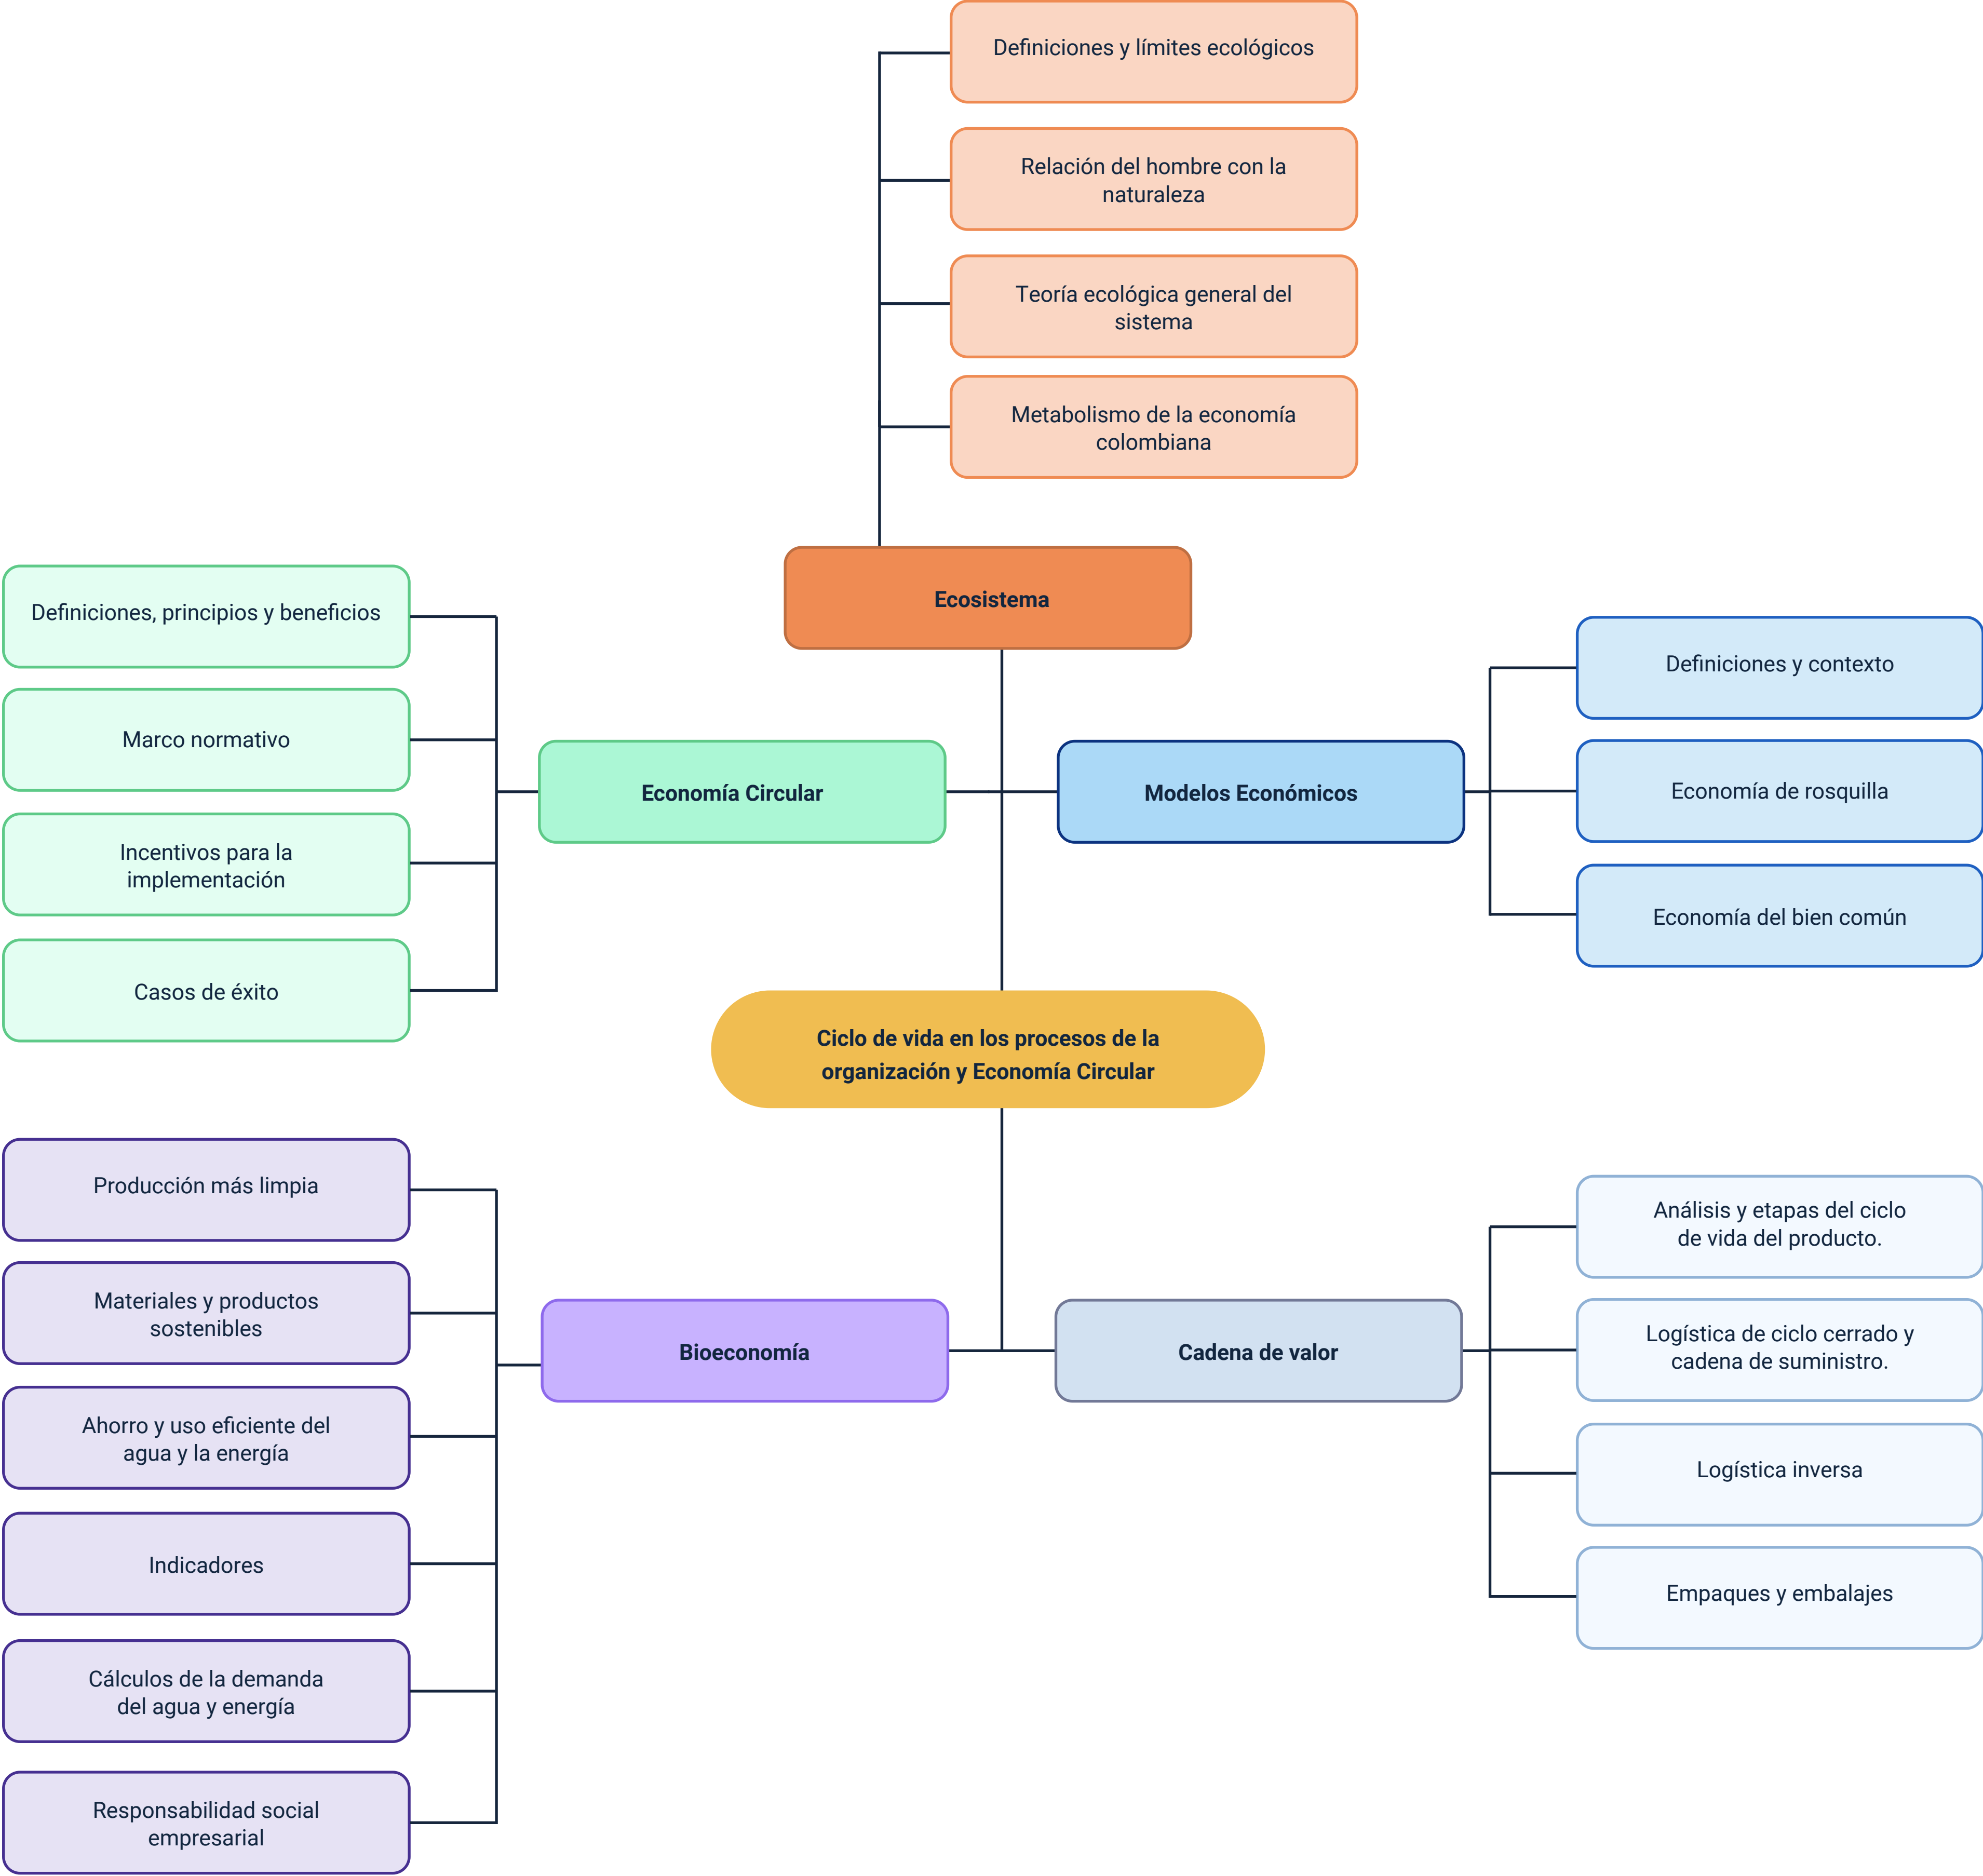 Definiciones y límites ecológicos
Relación del hombre con la
naturaleza
Teoría ecológica general del
sistema
Metabolismo de la economía
colombiana
Ecosistema
Definiciones, principios y beneficios
Marco normativo
Incentivos para la
implementación
Casos de éxito
Economía Circular
Modelos Económicos
Definiciones y contexto
Economía de rosquilla
Economía del bien común
Ciclo de vida en los procesos de la
organización y Economía Circular
Producción más limpia
Materiales y productos
sostenibles
Ahorro y uso eficiente del
agua y la energía
Indicadores
Cálculos de la demanda
del agua y energía
Responsabilidad social
empresarial
Bioeconomía
Cadena de valor
Análisis y etapas del ciclo
de vida del producto.
Logística de ciclo cerrado y
cadena de suministro.
Logística inversa
Empaques y embalajes